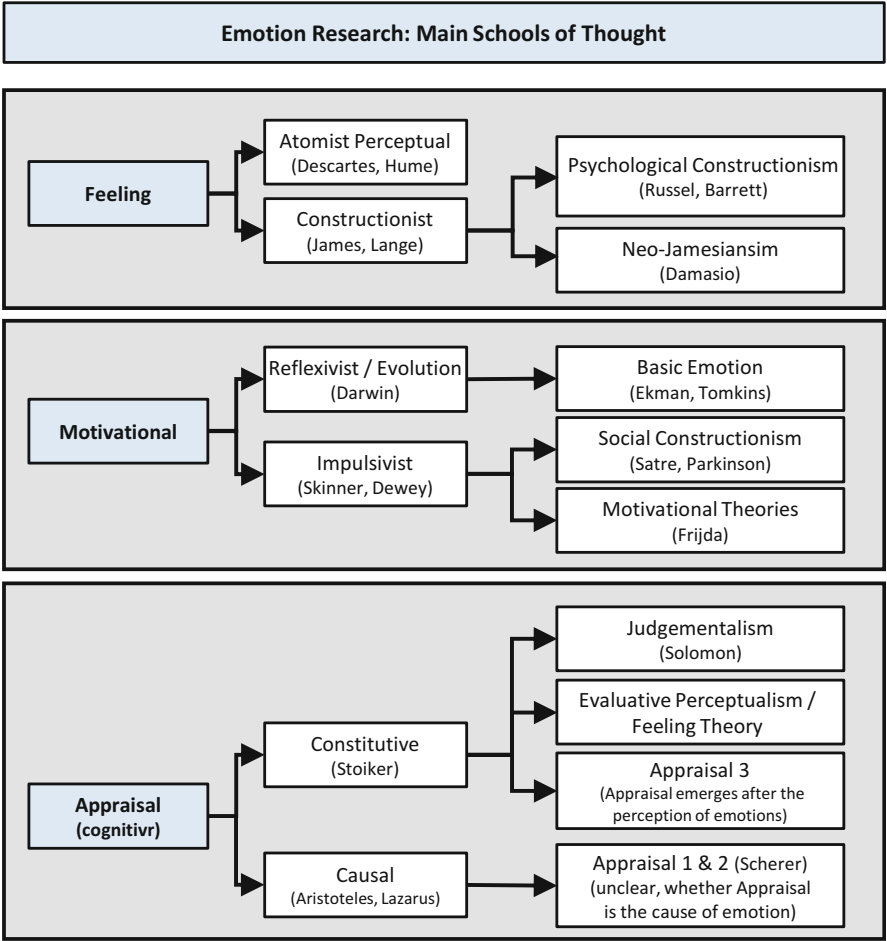 Emotion Research: Main Schools of Thought
Feeling
Atomist Perceptual
(Descartes, Hume)
Constructionist
(James, Lange)
Psychological Constructionism
(Russel, Barrett)
Neo-Jamesiansim
(Damasio)
Motivational
Reflexivist / Evolution
(Darwin)
Impulsivist
(Skinner, Dewey)
Basic Emotion
(Ekman, Tomkins)
Social Constructionism
(Satre, Parkinson)
Motivational Theories
(Frijda)
Appraisal
(cognitivr)
Constitutive
(Stoiker)
Causal
(Aristoteles, Lazarus)
Judgementalism
(Solomon)
Evaluative Perceptualism /
Feeling Theory
Appraisal 3
(Appraisal emerges after the
perception of emotions)
Appraisal 1 & 2 (Scherer)
(unclear, whether Appraisal
is the cause of emotion)